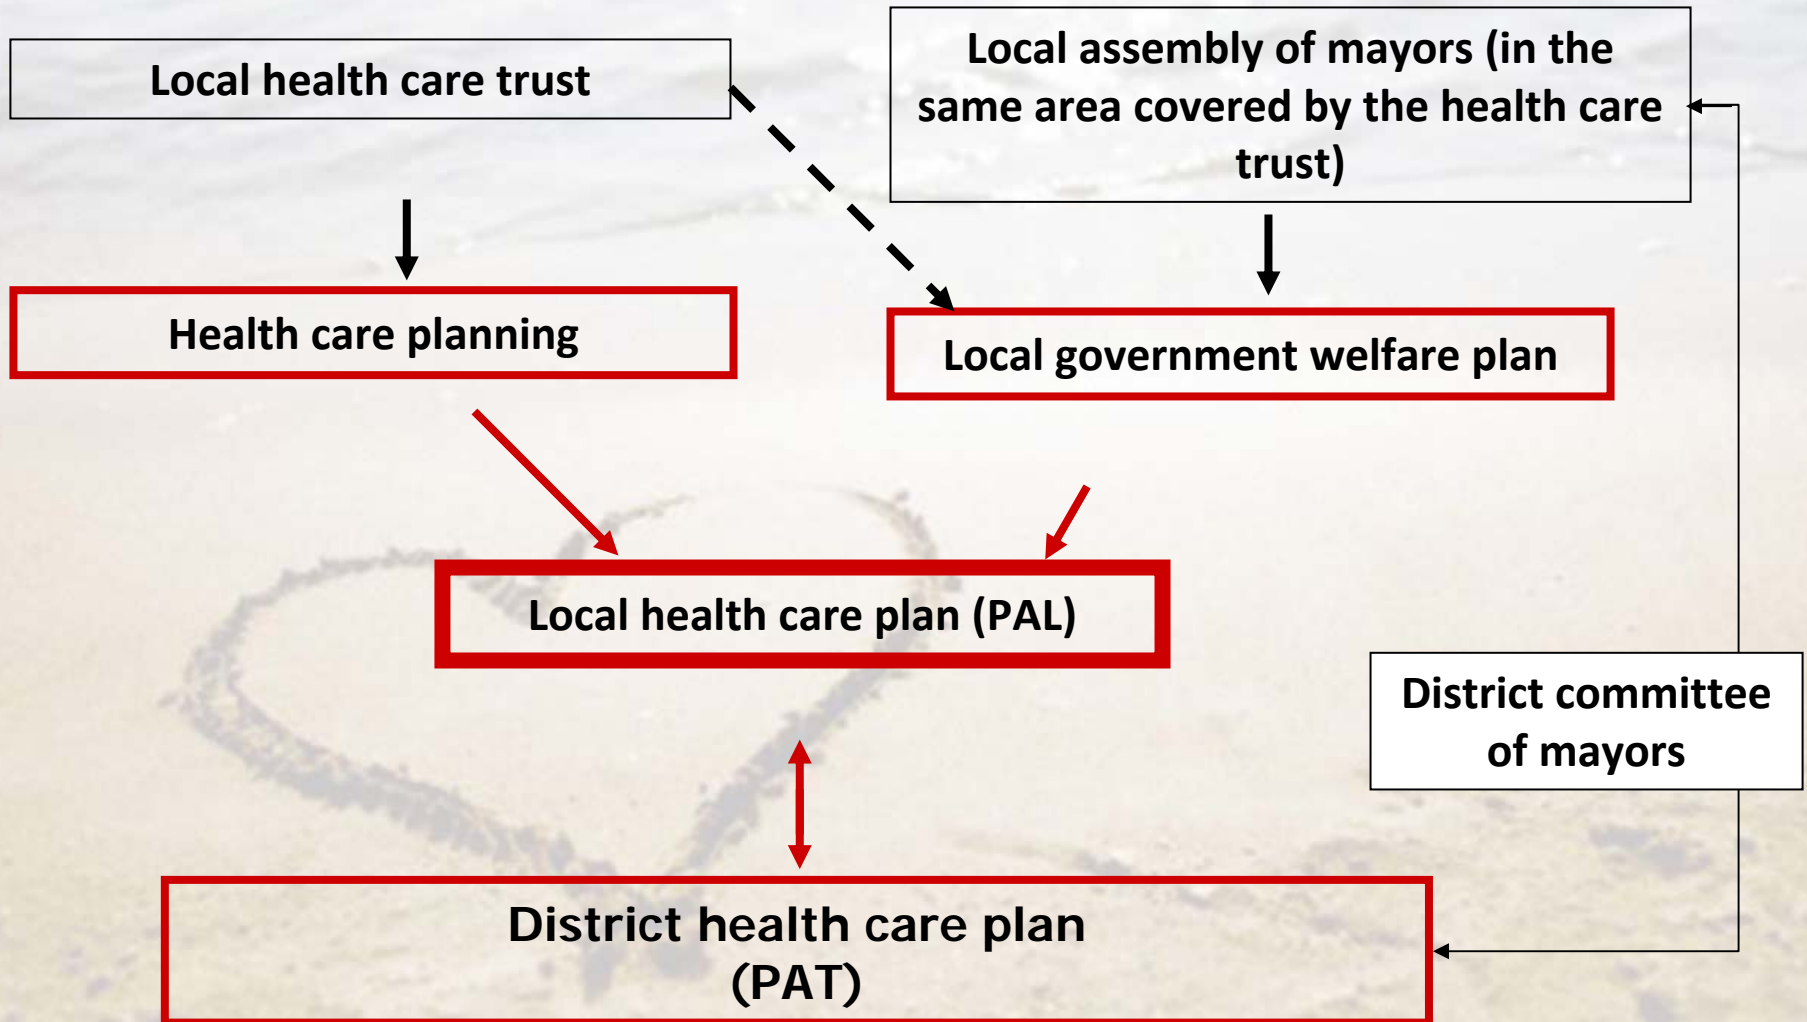 Local health care trust
Local assembly of mayors (in the
same area covered by the health care
trust)
Health care planning
Local government welfare plan
Local health care plan (PAL)
District committee
of mayors
District health care plan
(PAT)